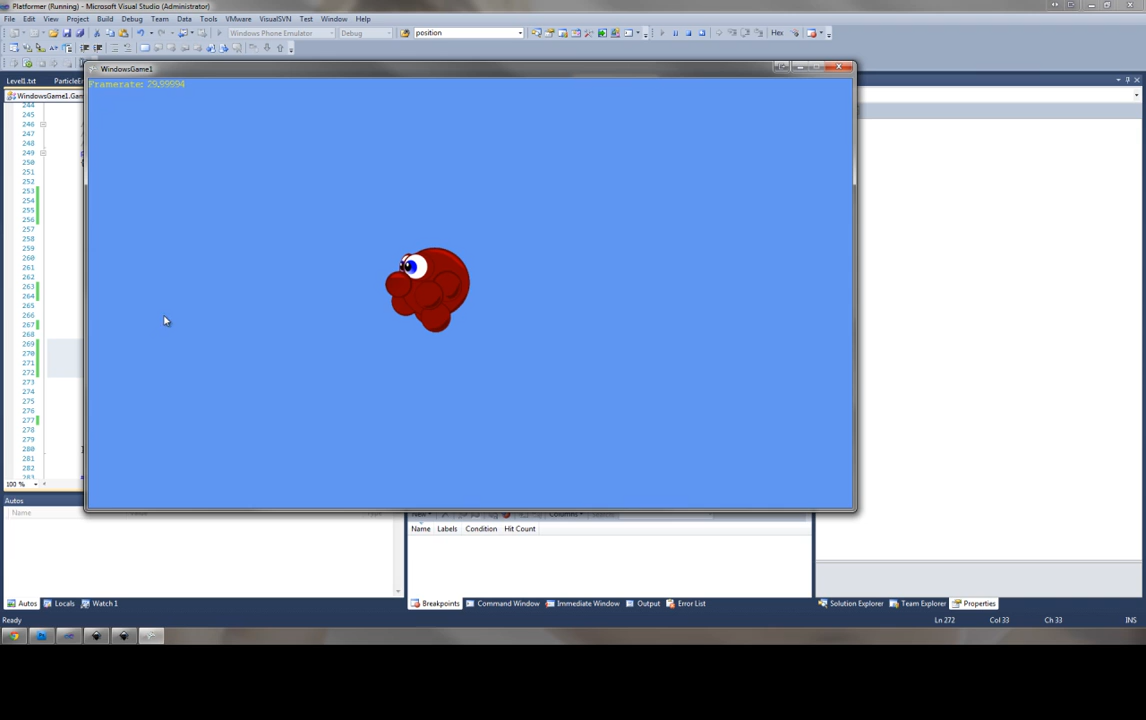 Platformer (Running) - Microsoft Visual Studio (Administrator)
File Edit View Project Build Debug Team Data Tools VMware VisualSVN Test Window Help
Windows Phone Emulator Debug position
Hex
Level1.txt
WindowsGame1
WindowsGame1.Gam
Framerate: 29.99994
244
245
246
247
248
249
250
251
252
253
254
255
256
257
258
259
260
261
262
263
264
265
266
267
268
269
270
271
272
273
274
275
276
277
278
279
280
281
282
283
100 %
Autos
Name
New Columns
Name Labels Condition Hit Count
Autos Locals Watch 1
Breakpoints Command Window Immediate Window Output Error List
Solution Explorer Team Explorer Properties
Ready Ln 272 Col 33 Ch 33 INS